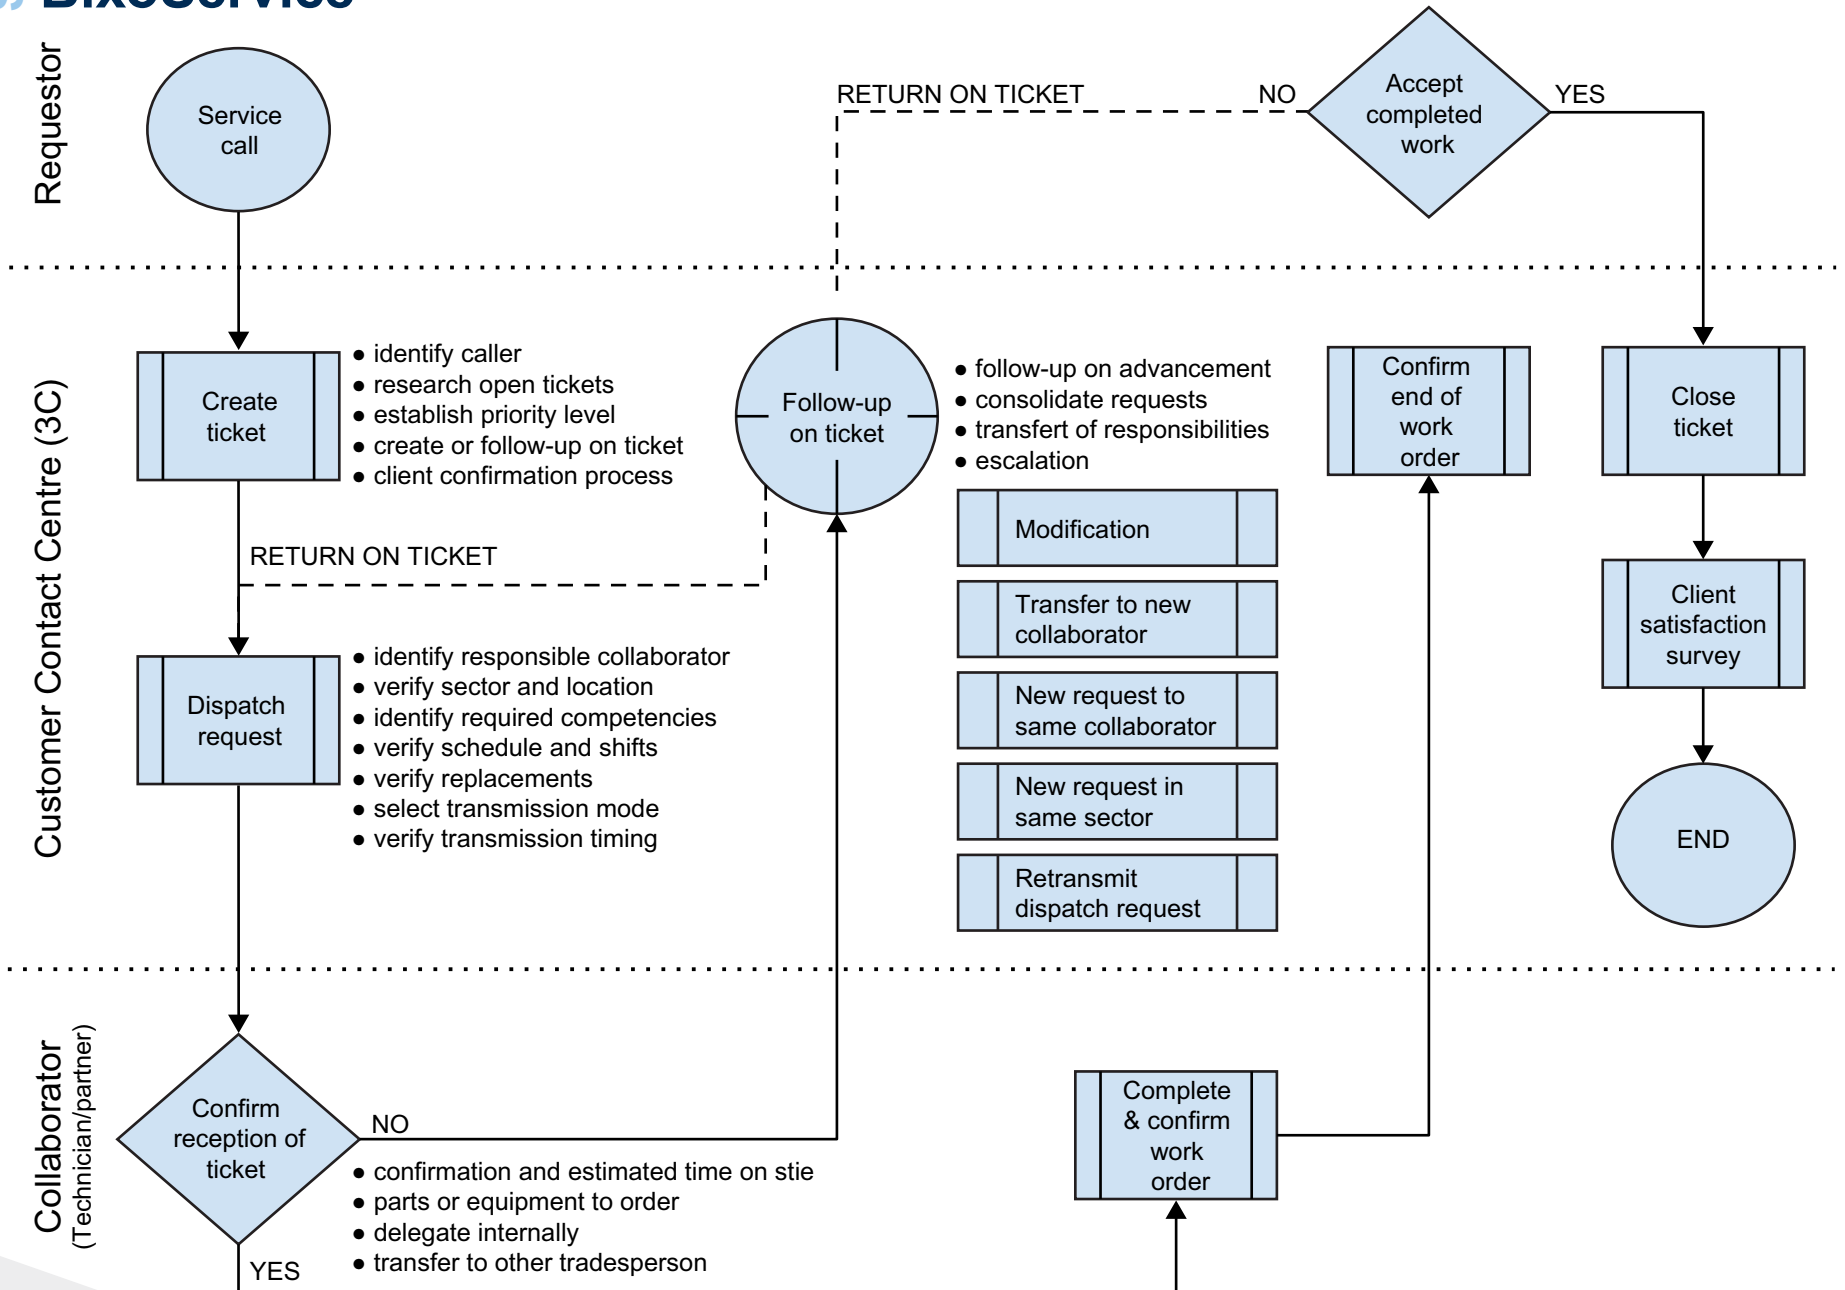 BixoService
Requestor
Service
call
RETURN ON TICKET
NO
Accept
completed
work
YES
Customer Contact Centre (3C)
Create
ticket
● identify caller
● research open tickets
● establish priority level
● create or follow-up on ticket
● client confirmation process
Follow-up
on ticket
● follow-up on advancement
● consolidate requests
● transfert of responsibilities
● escalation
Modification
Transfer to new
collaborator
New request to
same collaborator
New request in
same sector
Retransmit
dispatch request
Confirm
end of
work
order
Close
ticket
Client
satisfaction
survey
END
RETURN ON TICKET
Dispatch
request
● identify responsible collaborator
● verify sector and location
● identify required competencies
● verify schedule and shifts
● verify replacements
● select transmission mode
● verify transmission timing
Collaborator
(Technician/partner)
Confirm
reception of
ticket
NO
● confirmation and estimated time on stie
● parts or equipment to order
● delegate internally
● transfer to other tradesperson
YES
Complete
& confirm
work
order